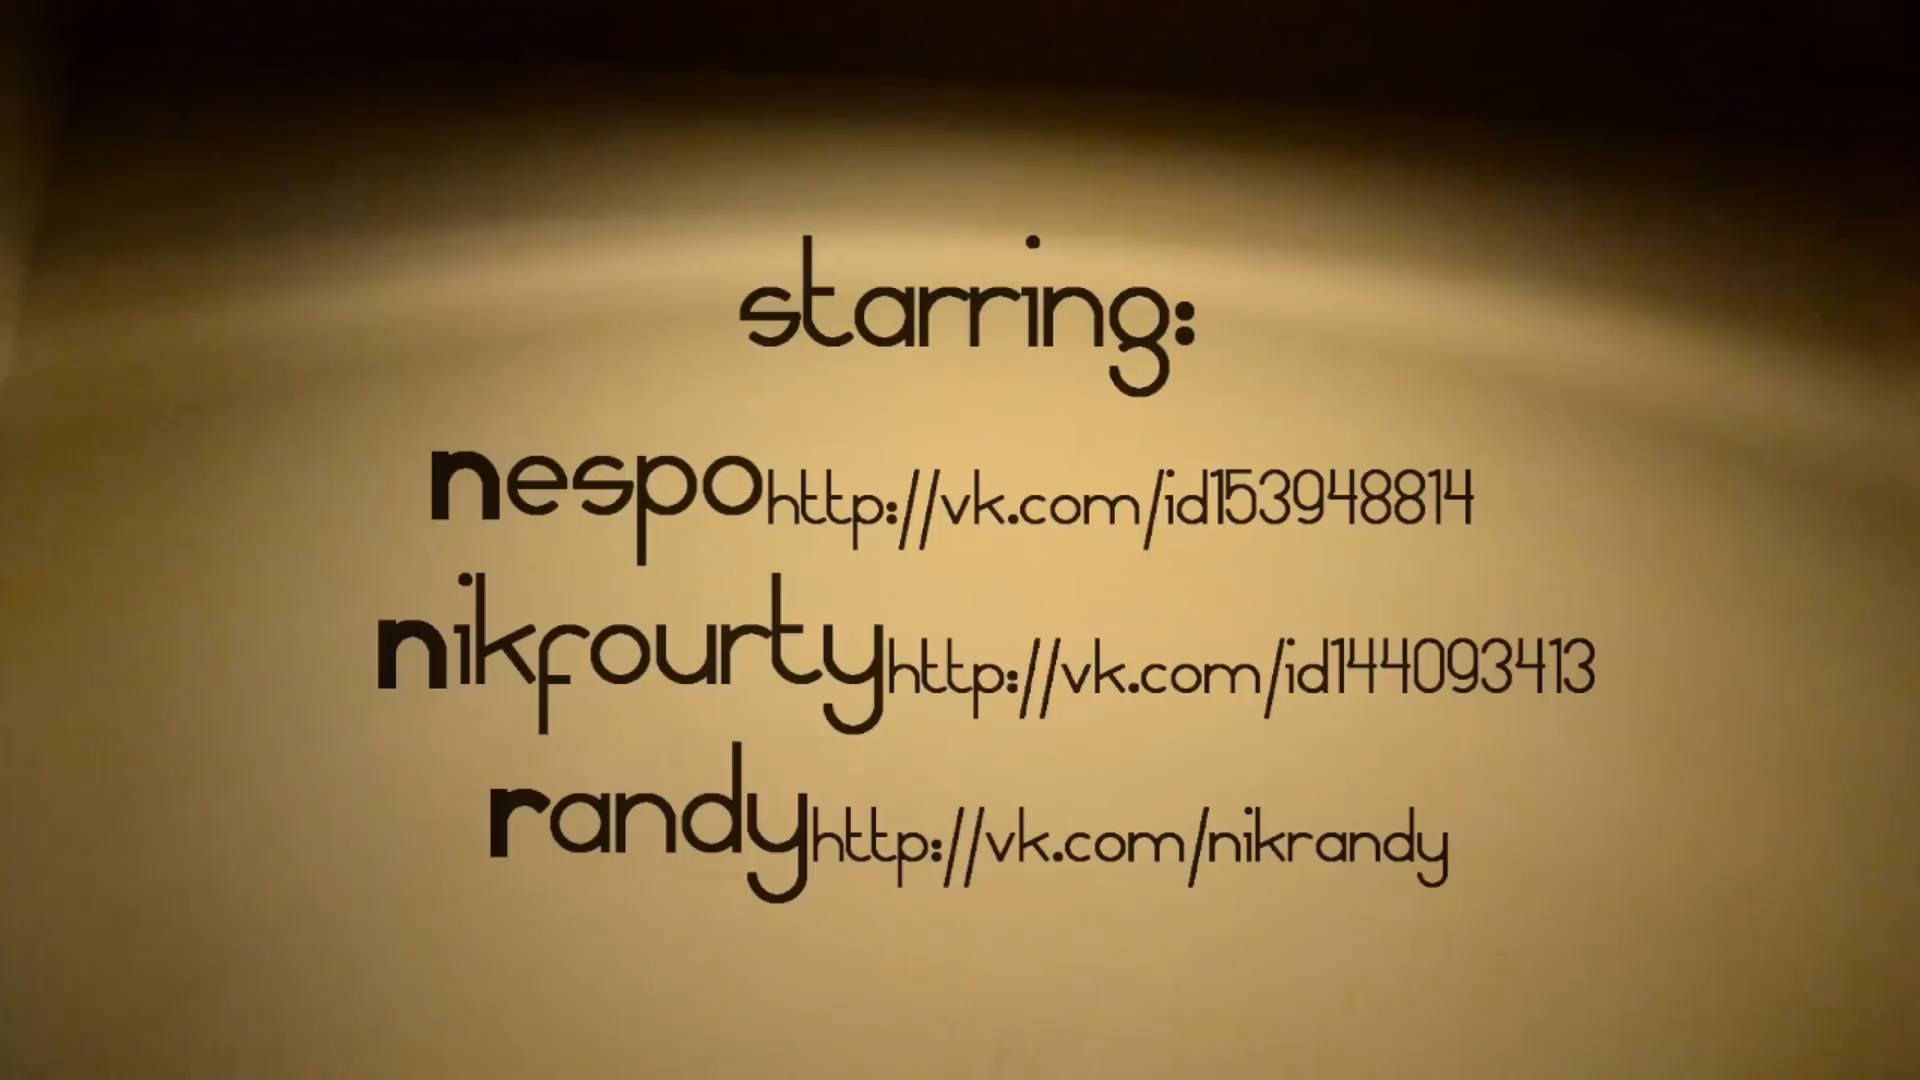 starring:
nespo http://vk.com/id153948814
nikfourty http://vk.com/id144093413
randy http://vk.com/nikrandy